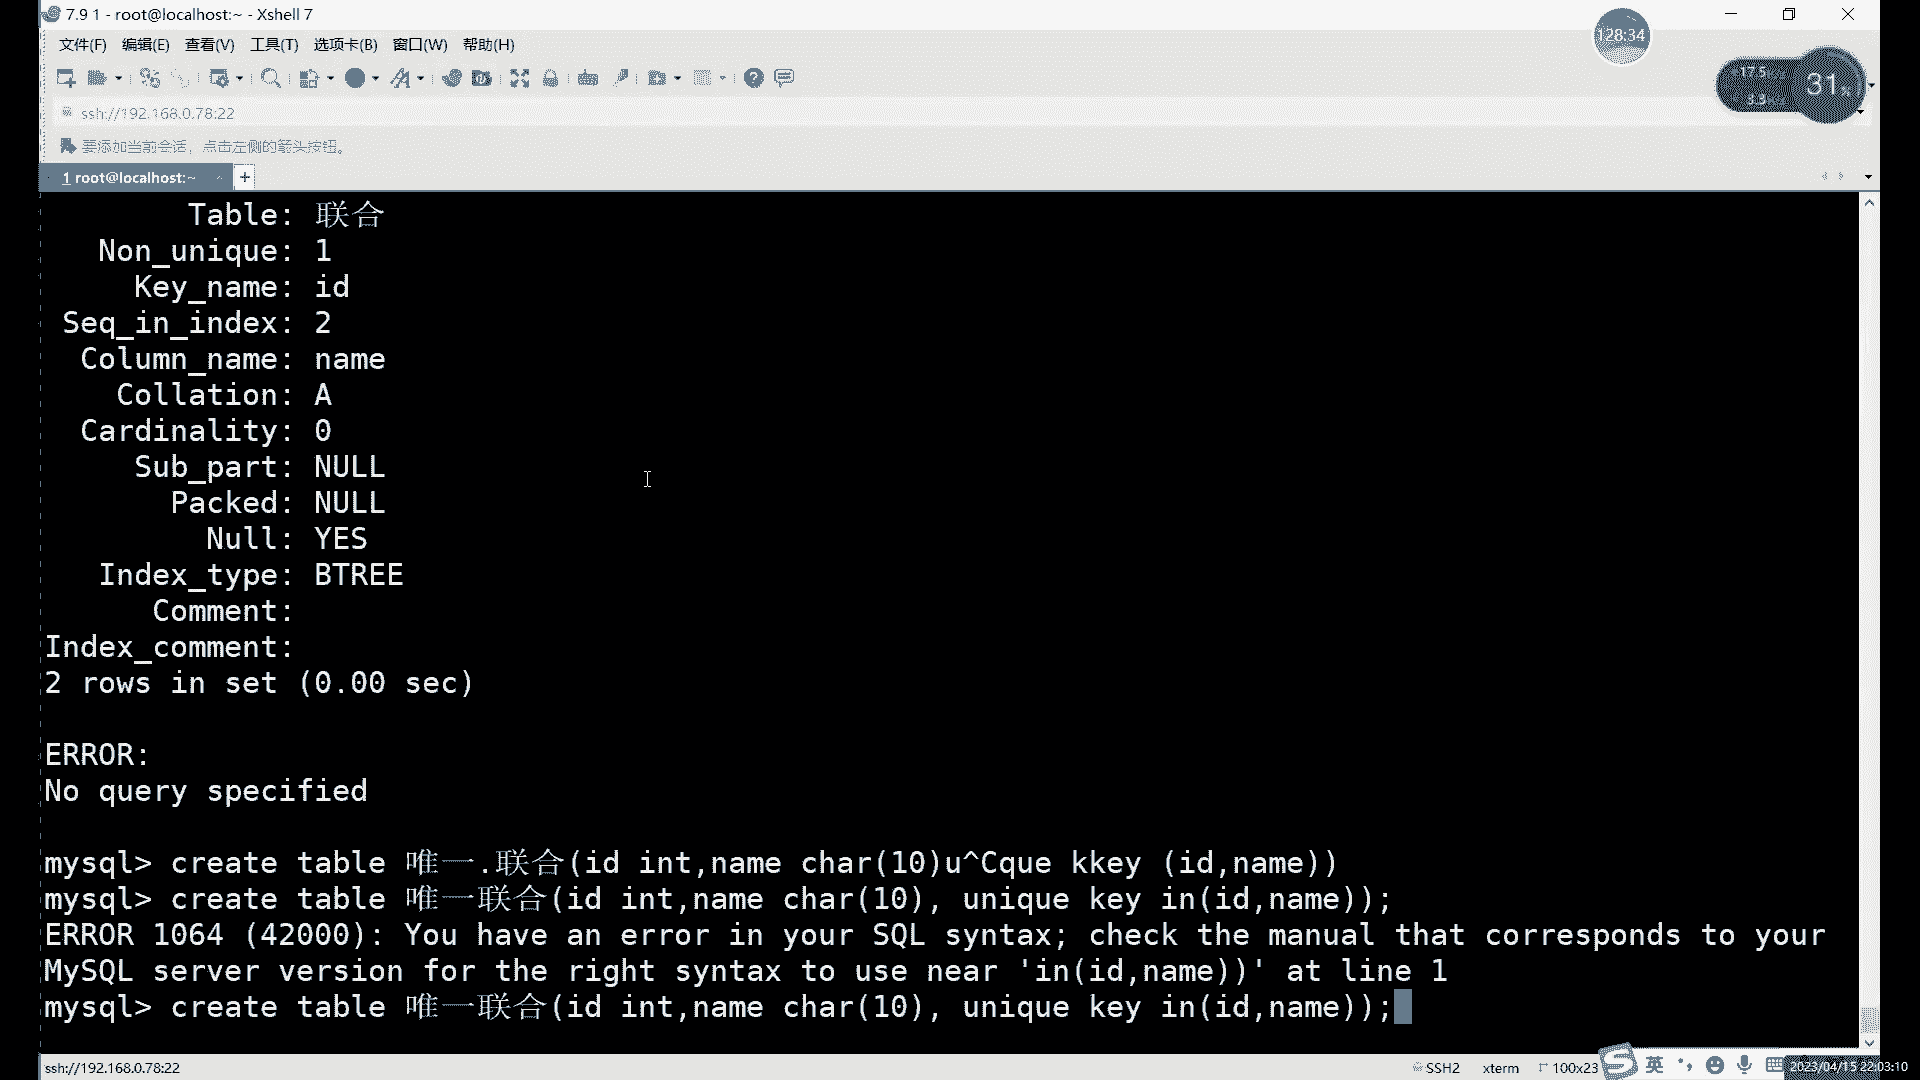 7.9 1 - root@localhost:~ - Xshell 7
128:34
文件(F) 编辑(E) 查看(V) 工具(T) 选项卡(B) 窗口(W) 帮助(H)
17.5
3.3
31%
ssh://192.168.0.78:22
要添加当前会话，点击左侧的箭头按钮。
1 root@localhost:~
Table: 联合
Non_unique: 1
Key_name: id
Seq_in_index: 2
Column_name: name
Collation: A
Cardinality: 0
Sub_part: NULL
Packed: NULL
Null: YES
Index_type: BTREE
Comment:
Index_comment:
2 rows in set (0.00 sec)
ERROR:
No query specified
mysql> create table 唯一.联合(id int,name char(10)u^Cque kkey (id,name))
mysql> create table 唯一联合(id int,name char(10), unique key in(id,name));
ERROR 1064 (42000): You have an error in your SQL syntax; check the manual that corresponds to your
MySQL server version for the right syntax to use near 'in(id,name))' at line 1
mysql> create table 唯一联合(id int,name char(10), unique key in(id,name));
ssh://192.168.0.78:22
SSH2 xterm 100x23 英 2023/04/15 22:03:10